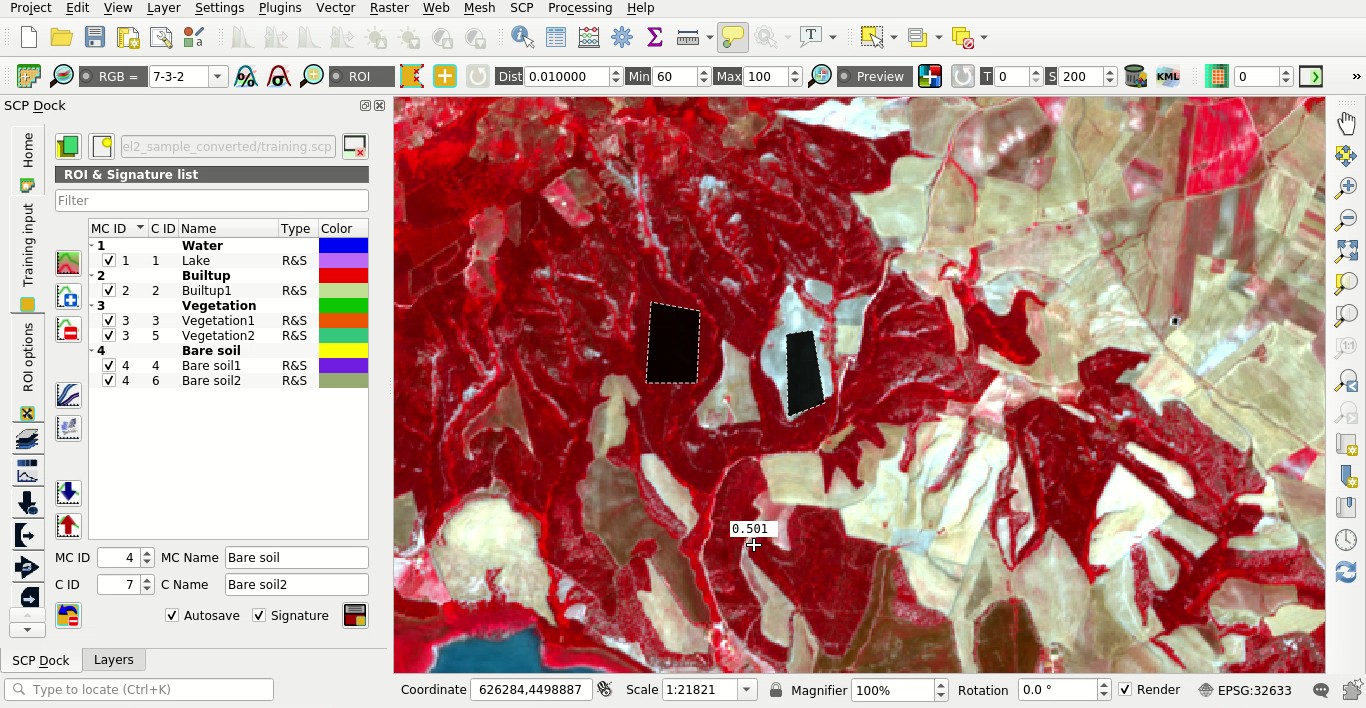 Project Edit View Layer Settings Plugins Vector Raster Web Mesh SCP Processing Help
RGB = 7-3-2 ROI Dist 0.010000 Min 60 Max 100 Preview T 0 S 200 KML 0 »
SCP Dock
Home
Training input
ROI options
el2_sample_converted/training.scp
ROI & Signature list
Filter
MC ID C ID Name Type Color
1 Water
1 1 Lake R&S
2 Builtup
2 2 Builtup1 R&S
3 Vegetation
3 3 Vegetation1 R&S
3 5 Vegetation2 R&S
4 Bare soil
4 4 Bare soil1 R&S
4 6 Bare soil2 R&S
0.501
MC ID 4 MC Name Bare soil
C ID 7 C Name Bare soil2
Autosave Signature
SCP Dock Layers
Type to locate (Ctrl+K) Coordinate 626284,4498887 Scale 1:21821 Magnifier 100% Rotation 0.0 ° Render EPSG:32633